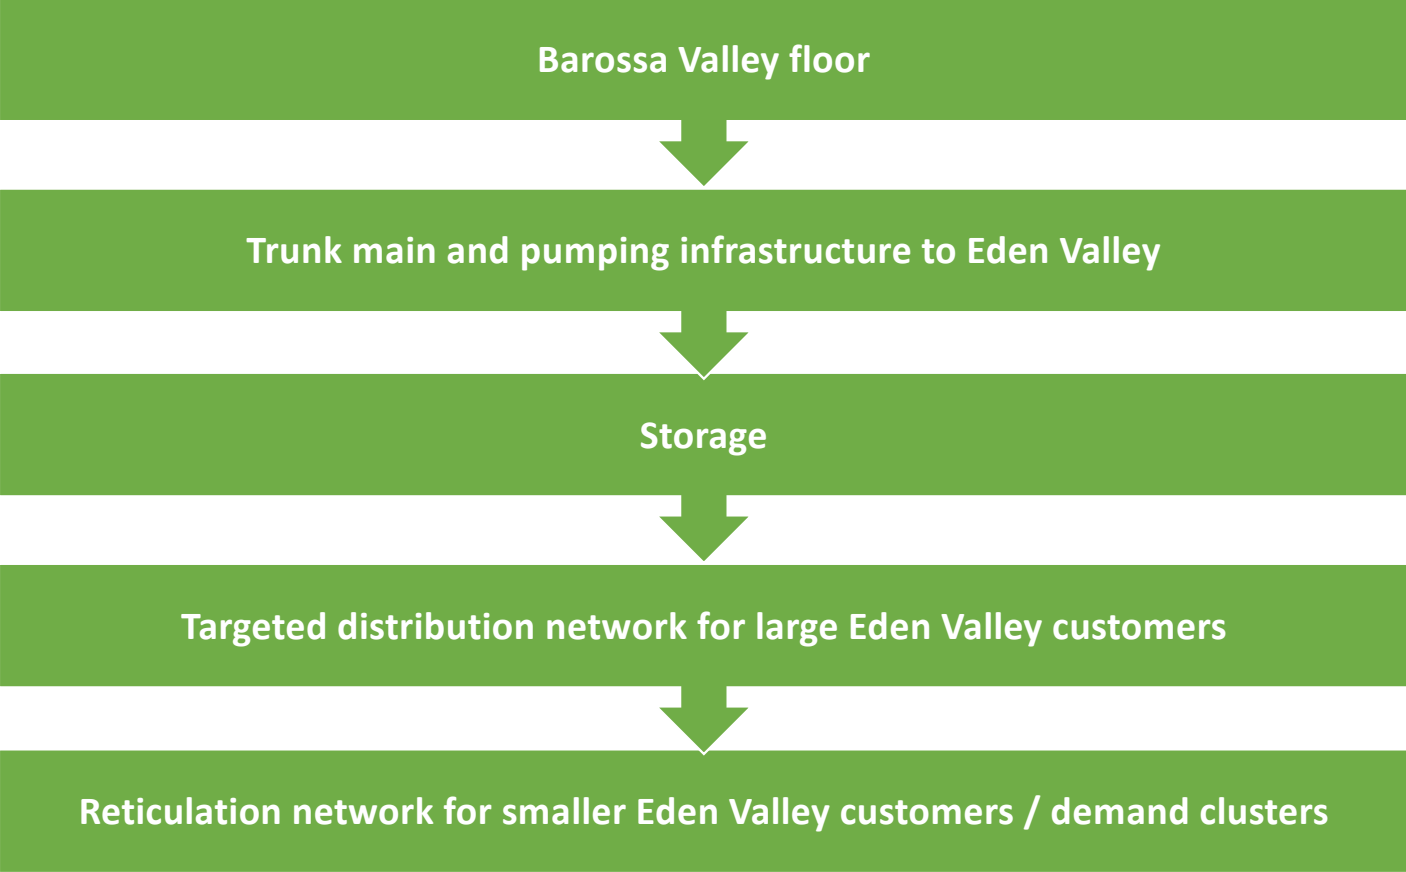 Barossa Valley floor
Trunk main and pumping infrastructure to Eden Valley
Storage
Targeted distribution network for large Eden Valley customers
Reticulation network for smaller Eden Valley customers / demand clusters